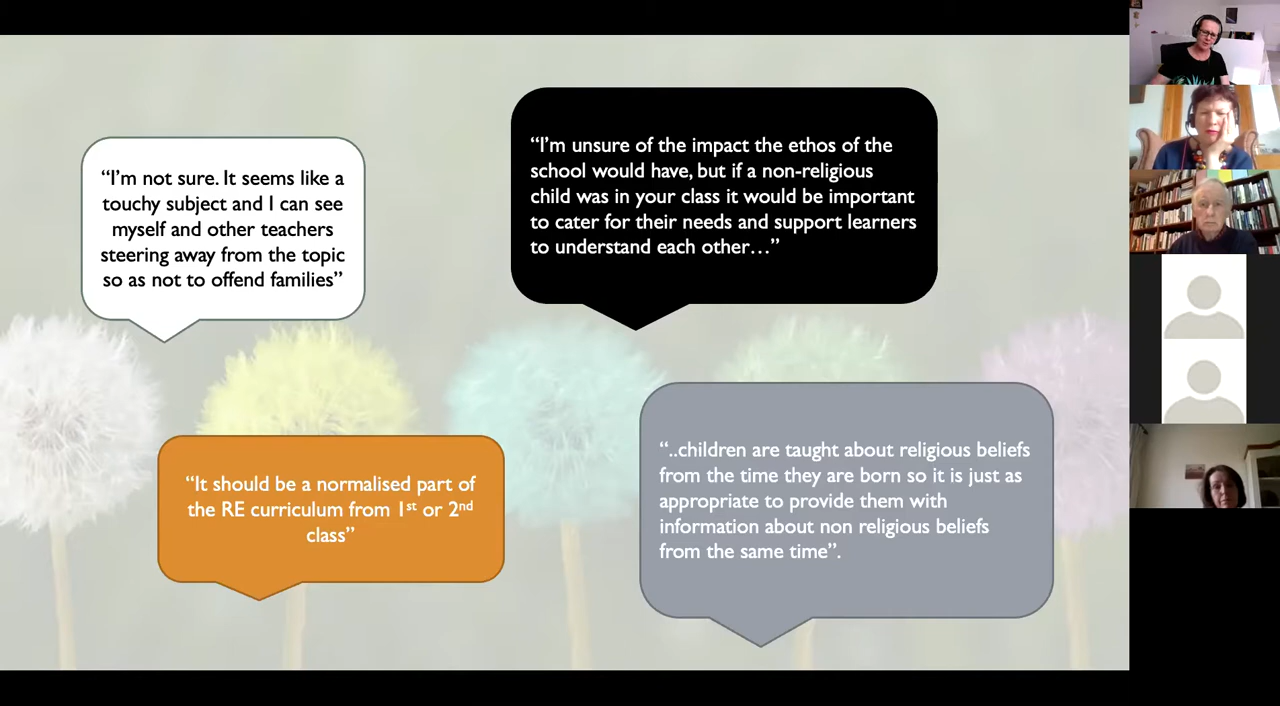 “I’m not sure. It seems like a
touchy subject and I can see
myself and other teachers
steering away from the topic
so as not to offend families”
“I’m unsure of the impact the ethos of the
school would have, but if a non-religious
child was in your class it would be important
to cater for their needs and support learners
to understand each other…”
“It should be a normalised part of
the RE curriculum from 1st or 2nd
class”
“..children are taught about religious beliefs
from the time they are born so it is just as
appropriate to provide them with
information about non religious beliefs
from the same time”.